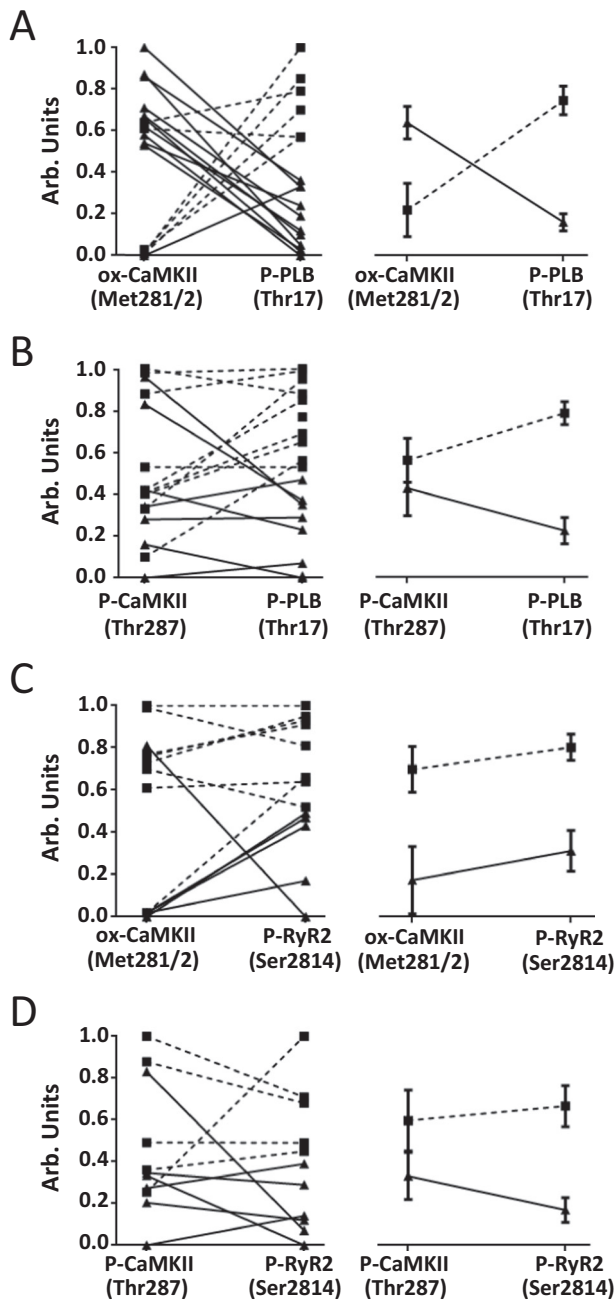 A
1.0
0.8
0.6
0.4
0.2
0.0
Arb. Units
ox-CaMKII
(Met281/2)
P-PLB
(Thr17)
ox-CaMKII
(Met281/2)
P-PLB
(Thr17)
B
1.0
0.8
0.6
0.4
0.2
0.0
Arb. Units
P-CaMKII
(Thr287)
P-PLB
(Thr17)
P-CaMKII
(Thr287)
P-PLB
(Thr17)
C
1.0
0.8
0.6
0.4
0.2
0.0
Arb. Units
ox-CaMKII
(Met281/2)
P-RyR2
(Ser2814)
ox-CaMKII
(Met281/2)
P-RyR2
(Ser2814)
D
1.0
0.8
0.6
0.4
0.2
0.0
Arb. Units
P-CaMKII
(Thr287)
P-RyR2
(Ser2814)
P-CaMKII
(Thr287)
P-RyR2
(Ser2814)